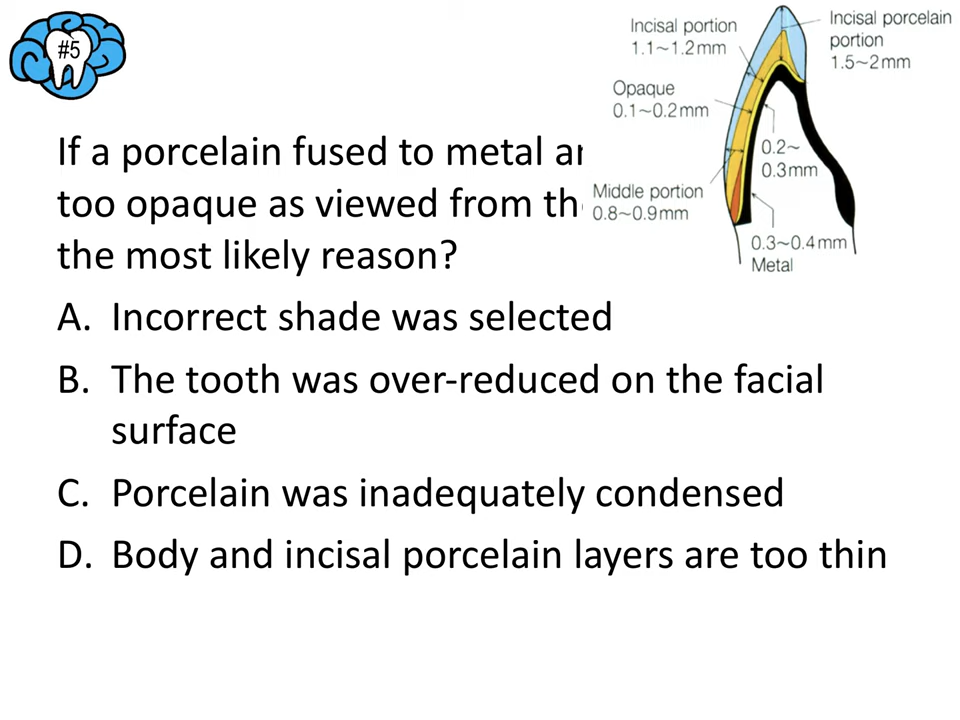 #5
Incisal portion
1.1~1.2mm
Incisal porcelain
portion
1.5~2mm
Opaque
0.1~0.2mm
0.2~
0.3mm
Middle portion
0.8~0.9mm
0.3~0.4mm
Metal
If a porcelain fused to metal
too opaque as viewed from
the most likely reason?
A. Incorrect shade was selected
B. The tooth was over-reduced on the facial
surface
C. Porcelain was inadequately condensed
D. Body and incisal porcelain layers are too thin